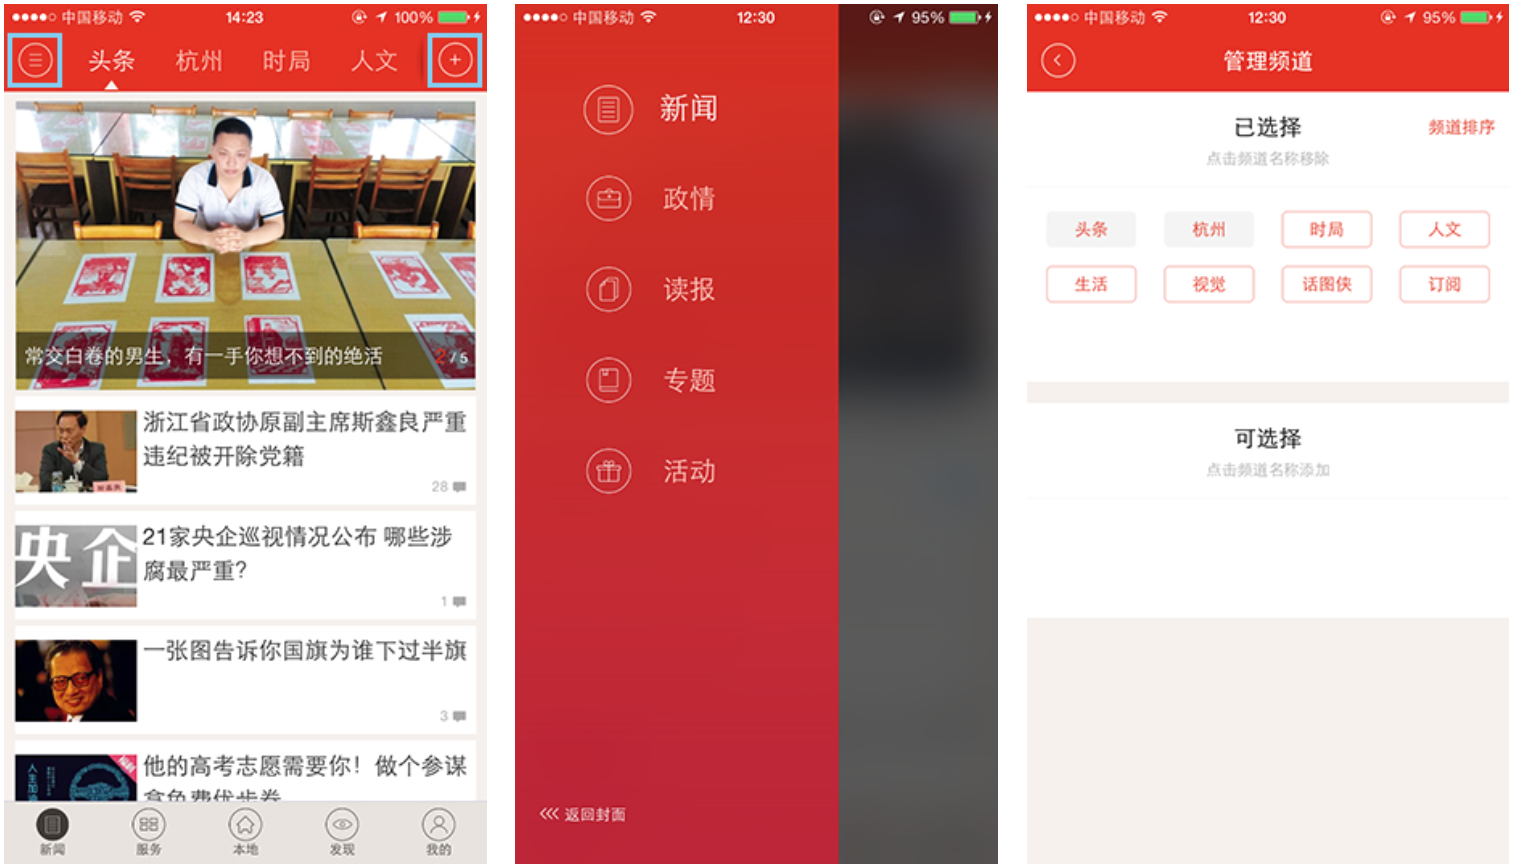 中国移动 14:23 100%
头条 杭州 时局 人文
常交白卷的男生，有一手你想不到的绝活 2/5
浙江省政协原副主席斯鑫良严重
违纪被开除党籍
28
央企
21家央企巡视情况公布 哪些涉
腐最严重?
1
一张图告诉你国旗为谁下过半旗
3
他的高考志愿需要你！做个参谋
新闻 服务 本地 发现 我的
中国移动 12:30 95%
新闻
政情
读报
专题
活动
返回封面
中国移动 12:30 95%
管理频道
已选择
频道排序
点击频道名称移除
头条 杭州 时局 人文
生活 视觉 话图侠 订阅
可选择
点击频道名称添加